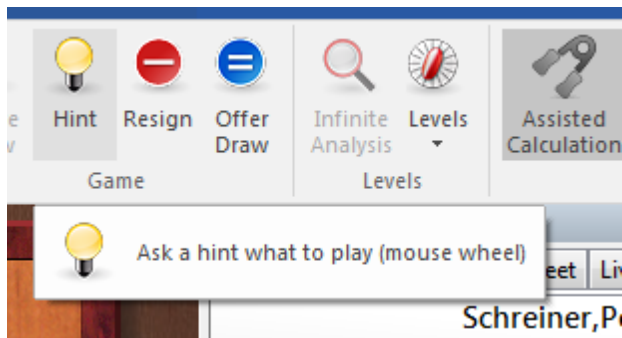 Hint
Resign
Offer
Draw
Infinite
Analysis
Levels
Assisted
Calculation
Game
Levels
Ask a hint what to play (mouse wheel)
eet
Schreiner,P